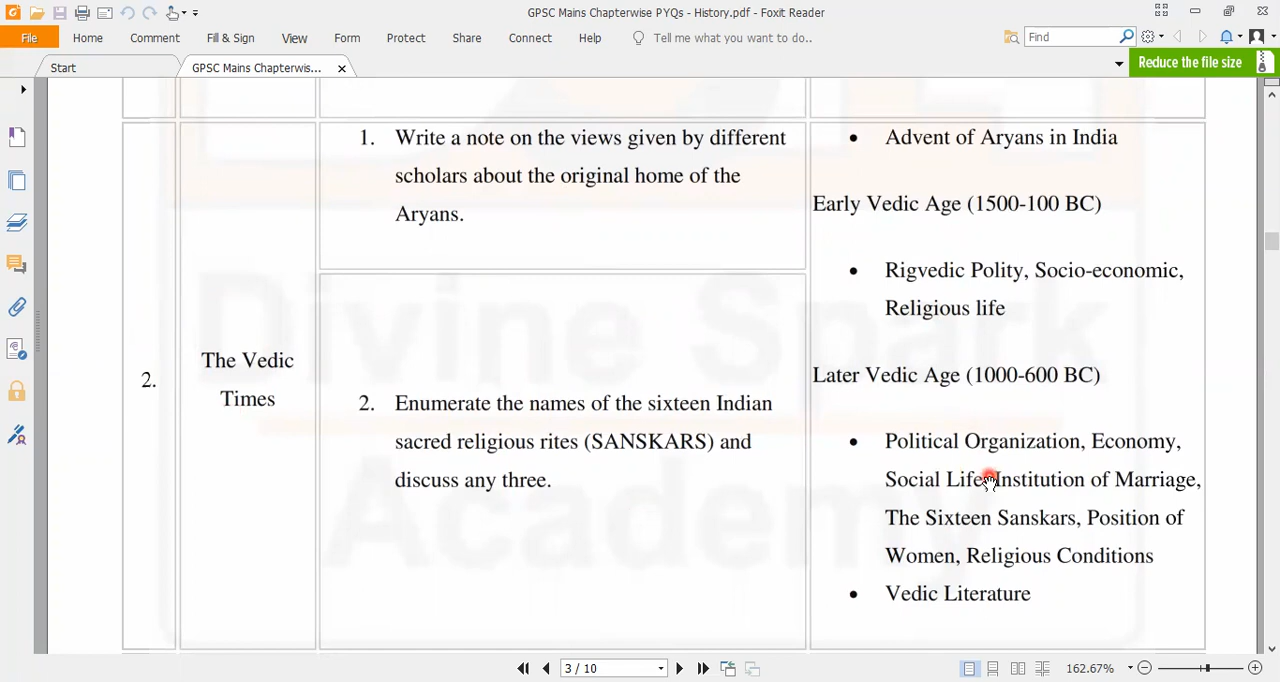 GPSC Mains Chapterwise PYQs - History.pdf - Foxit Reader
File Home Comment Fill & Sign View Form Protect Share Connect Help Tell me what you want to do.. Find
Start GPSC Mains Chapterwis... Reduce the file size
2.
The Vedic
Times
1. Write a note on the views given by different
scholars about the original home of the
Aryans.
2. Enumerate the names of the sixteen Indian
sacred religious rites (SANSKARS) and
discuss any three.
• Advent of Aryans in India
Early Vedic Age (1500-100 BC)
• Rigvedic Polity, Socio-economic,
Religious life
Later Vedic Age (1000-600 BC)
• Political Organization, Economy,
Social Life, Institution of Marriage,
The Sixteen Sanskars, Position of
Women, Religious Conditions
• Vedic Literature
Divine Spark
Academy
3 / 10 162.67%